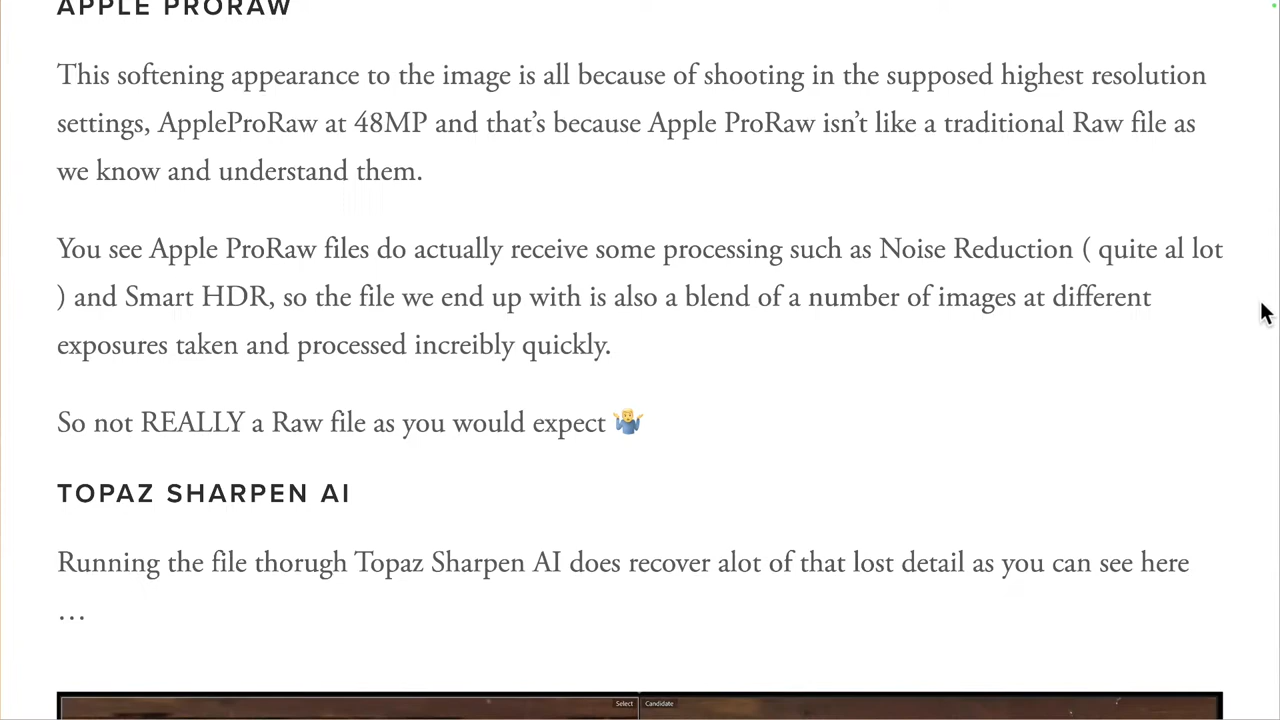 APPLE PRORAW
This softening appearance to the image is all because of shooting in the supposed highest resolution
settings, AppleProRaw at 48MP and that’s because Apple ProRaw isn’t like a traditional Raw file as
we know and understand them.
You see Apple ProRaw files do actually receive some processing such as Noise Reduction ( quite al lot
) and Smart HDR, so the file we end up with is also a blend of a number of images at different
exposures taken and processed increibly quickly.
So not REALLY a Raw file as you would expect 🤷‍♂️
TOPAZ SHARPEN AI
Running the file thorugh Topaz Sharpen AI does recover alot of that lost detail as you can see here
…
Select Candidate